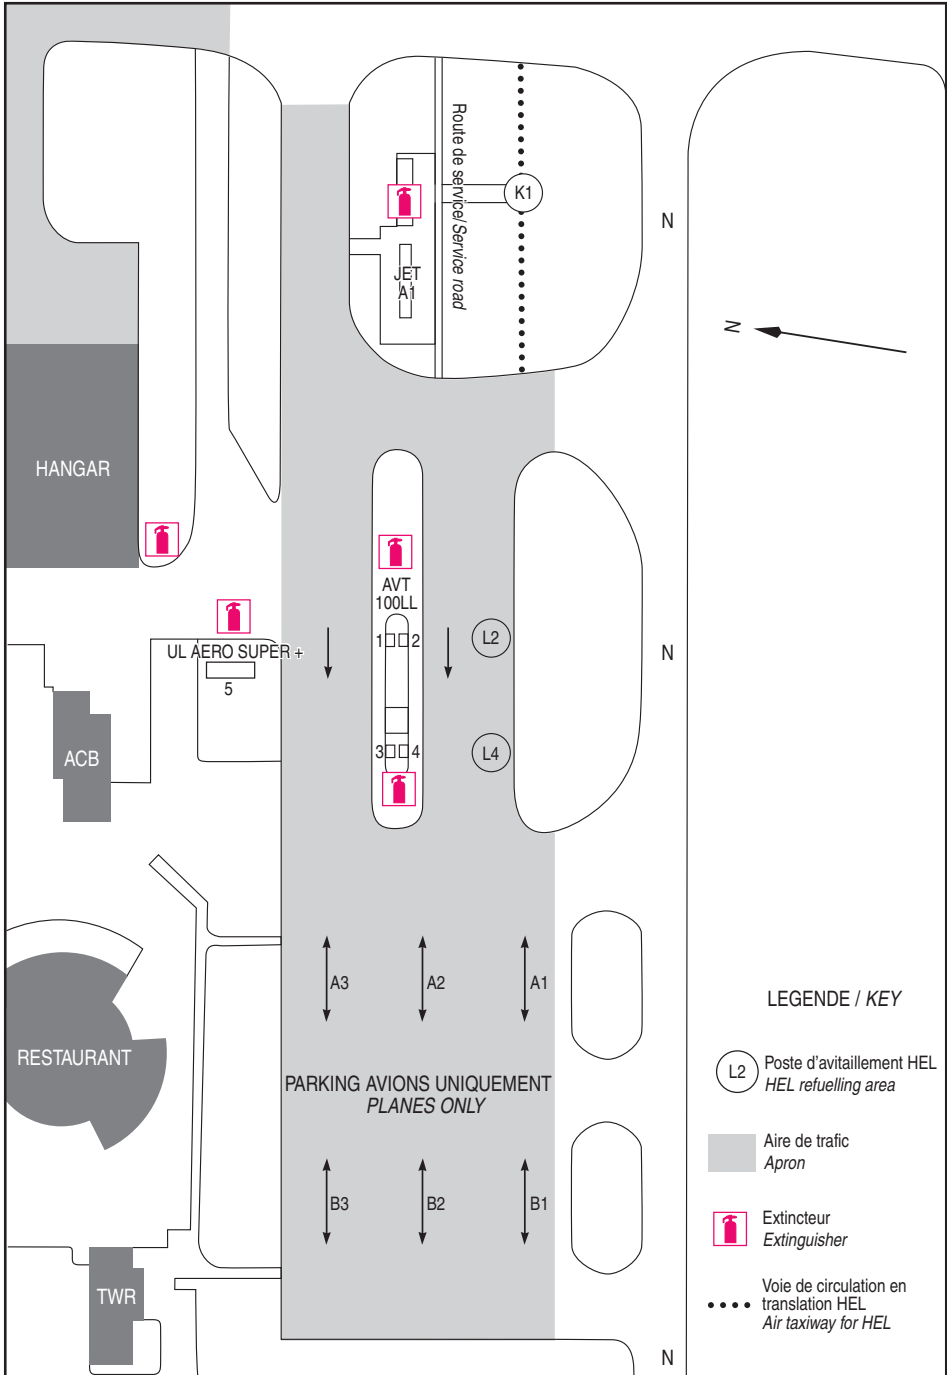 Route de service/Service road
K1
N
JET
A1
N
HANGAR
AVT
100LL
1
2
L2
UL AERO SUPER +
5
N
ACB
3
4
L4
A3
A2
A1
LEGENDE / KEY
RESTAURANT
L2
Poste d'avitaillement HEL
HEL refuelling area
PARKING AVIONS UNIQUEMENT
PLANES ONLY
Aire de trafic
Apron
B3
B2
B1
Extincteur
Extinguisher
TWR
Voie de circulation en
translation HEL
Air taxiway for HEL
N